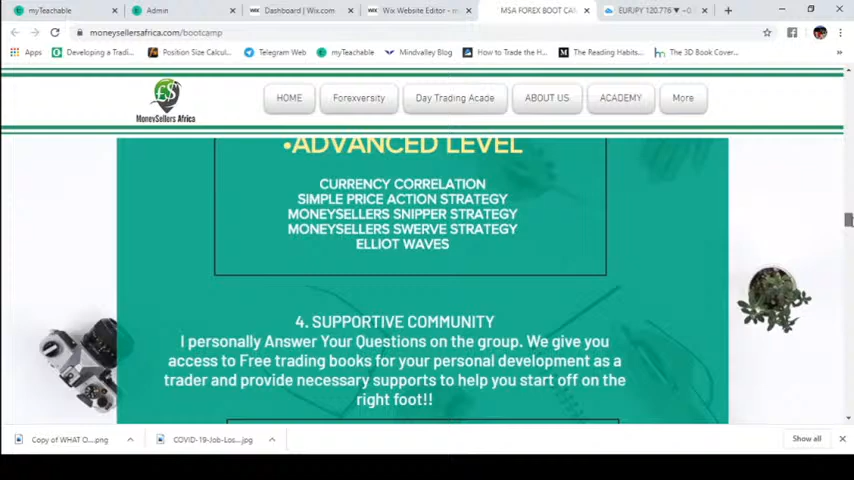 myTeachable
Admin
Dashboard | Wix.com
Wix Website Editor - m
MSA FOREX BOOT CAM
EURJPY 120.776 ▼ −0.
moneysellersafrica.com/bootcamp
Apps
Developing a Tradi...
Position Size Calcul...
Telegram Web
myTeachable
Mindvalley Blog
How to Trade the H...
The Reading Habits...
The 3D Book Cover...
£$
MoneySellers Africa
HOME
Forexversity
Day Trading Acade
ABOUT US
ACADEMY
More
•ADVANCED LEVEL
CURRENCY CORRELATION
SIMPLE PRICE ACTION STRATEGY
MONEYSELLERS SNIPPER STRATEGY
MONEYSELLERS SWERVE STRATEGY
ELLIOT WAVES
4. SUPPORTIVE COMMUNITY
I personally Answer Your Questions on the group. We give you
access to Free trading books for your personal development as a
trader and provide necessary supports to help you start off on the
right foot!!
Copy of WHAT O....png
COVID-19-Job-Los....jpg
Show all